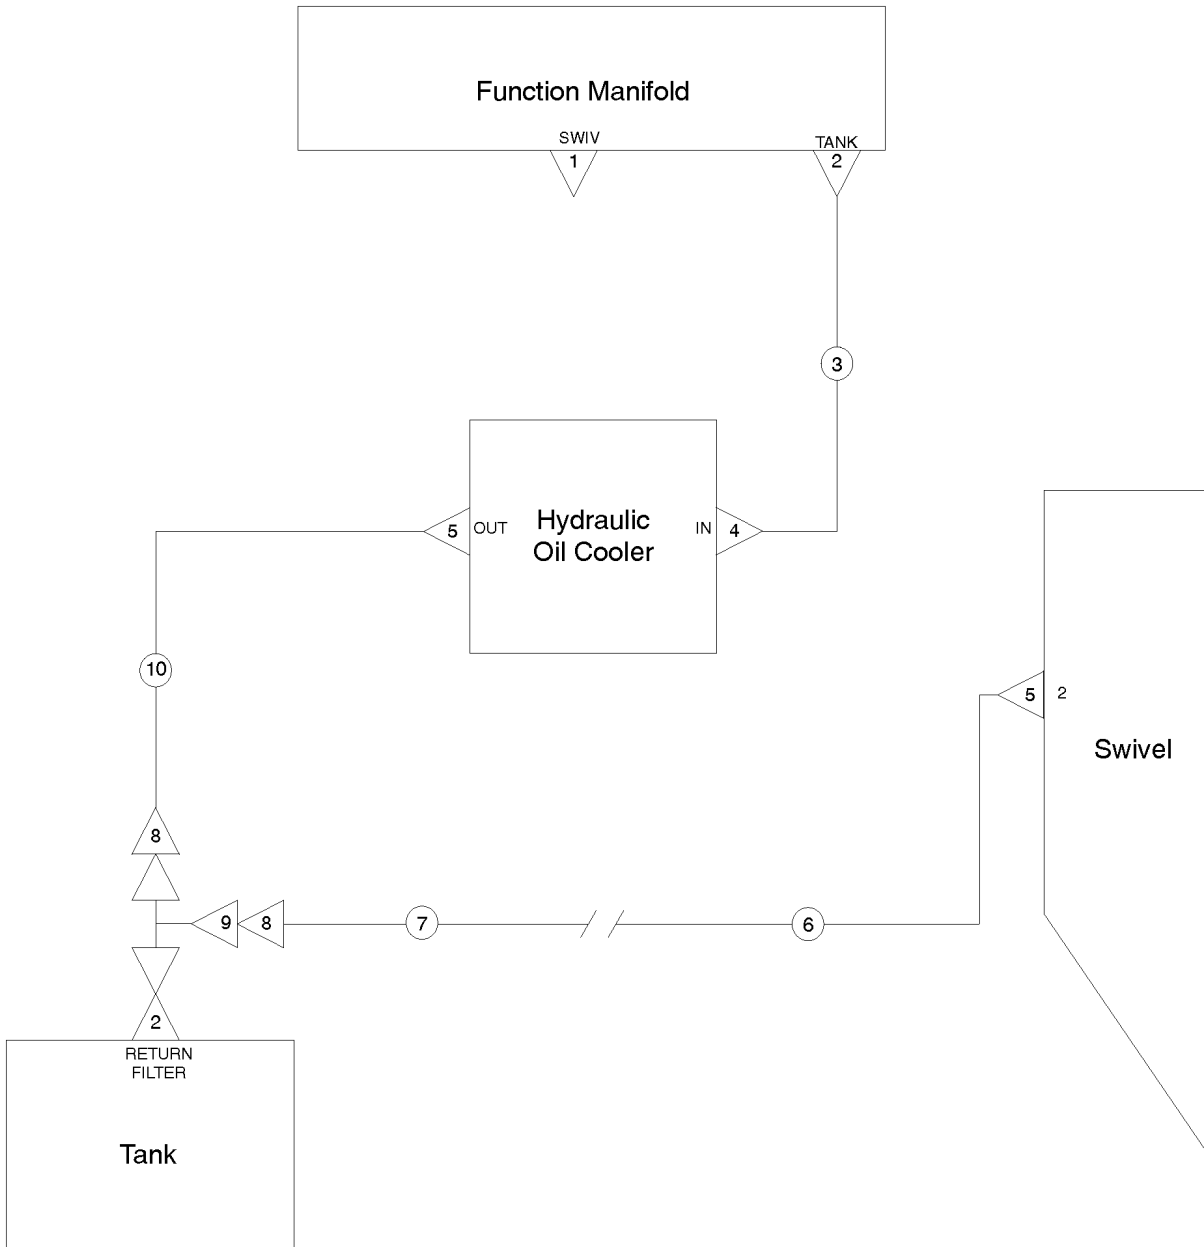 Function Manifold
SWIV
TANK
1
2
3
Hydraulic
Oil Cooler
5
OUT
IN
4
10
5
2
Swivel
8
9
8
7
6
2
RETURN
FILTER
Tank